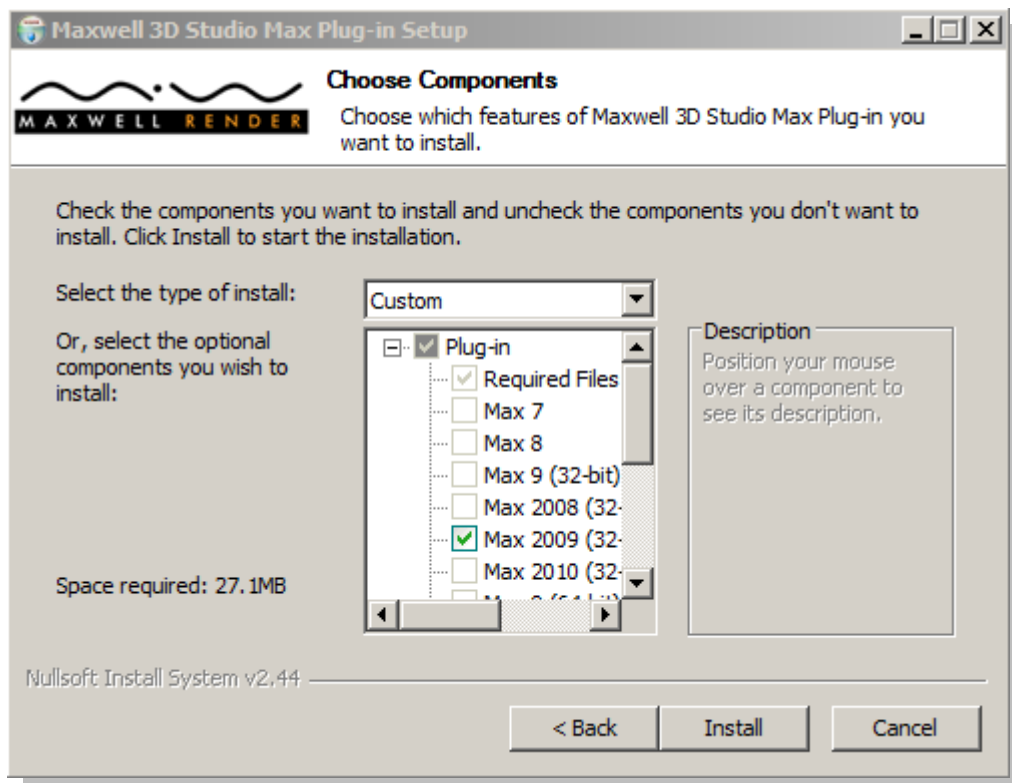 Maxwell 3D Studio Max Plug-in Setup
MAXWELL RENDER
Choose Components
Choose which features of Maxwell 3D Studio Max Plug-in you
want to install.
Check the components you want to install and uncheck the components you don't want to
install. Click Install to start the installation.
Select the type of install:
Custom
Or, select the optional
components you wish to
install:
Plug-in
Required Files
Max 7
Max 8
Max 9 (32-bit)
Max 2008 (32-
Max 2009 (32-
Max 2010 (32-
Description
Position your mouse
over a component to
see its description.
Space required: 27.1MB
Nullsoft Install System v2.44
< Back
Install
Cancel